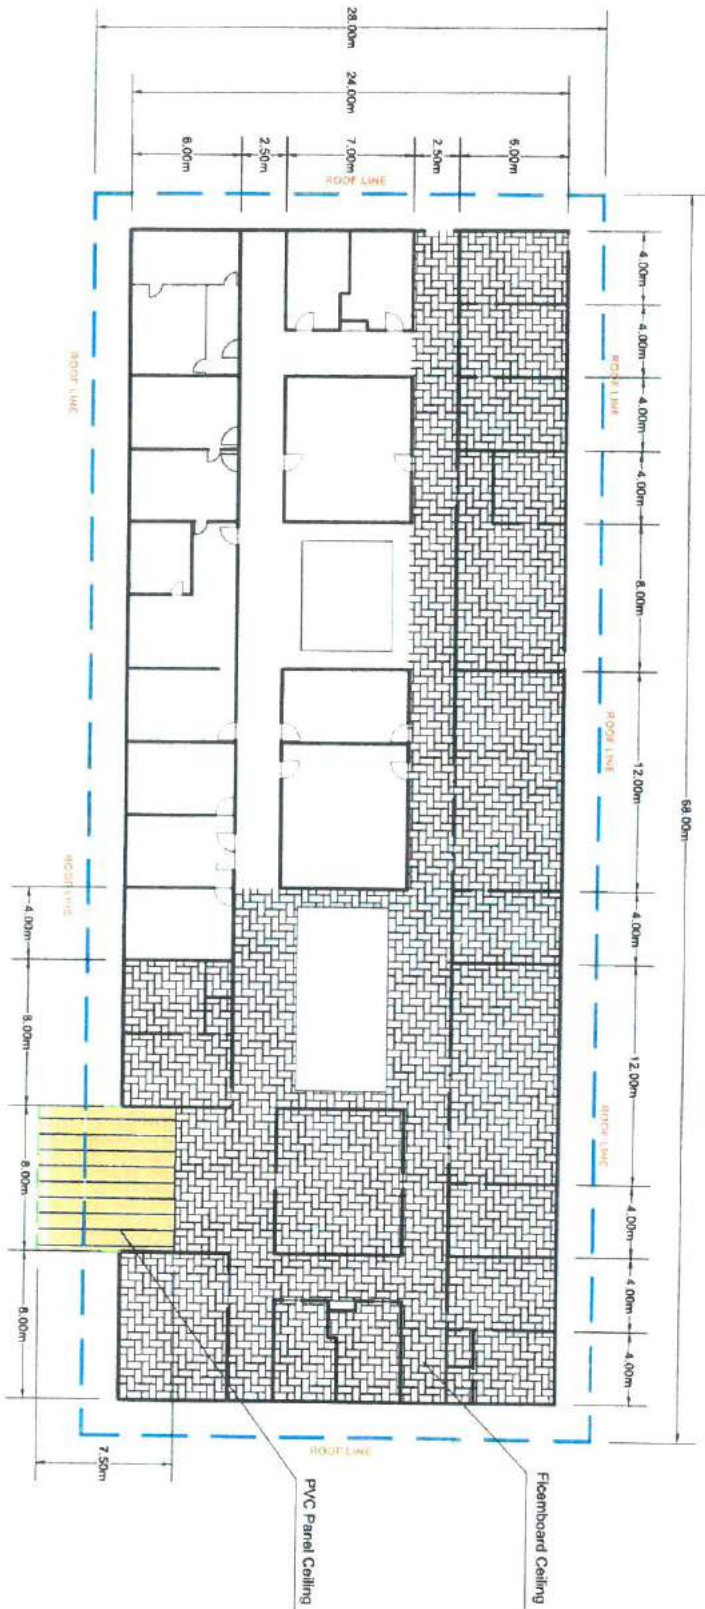 28.00m
24.00m
6.00m
2.50m
7.00m
2.50m
6.00m
ROOF LINE
68.00m
4.00m
4.00m
4.00m
4.00m
8.00m
12.00m
4.00m
12.00m
4.00m
4.00m
4.00m
ROOF LINE
ROOF LINE
ROOF LINE
ROOF LINE
ROOF LINE
ROOF LINE
4.00m
8.00m
8.00m
8.00m
7.50m
PVC Panel Ceiling
Ficemboard Ceiling